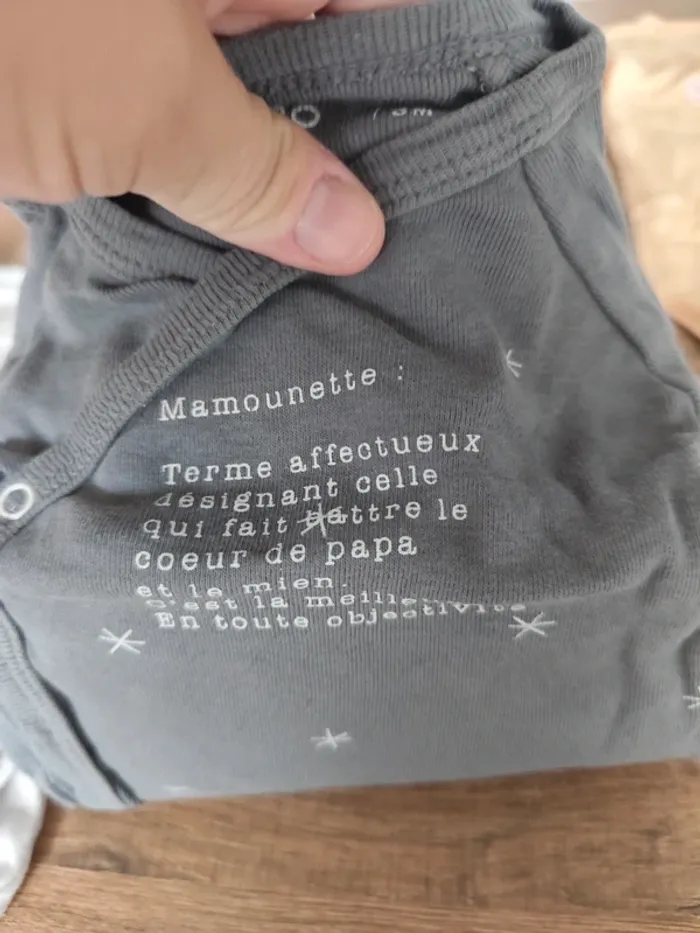 3M
Mamounette :
Terme affectueux
désignant celle
qui fait battre le
coeur de papa
et le mien.
C'est la
En toute objectivité